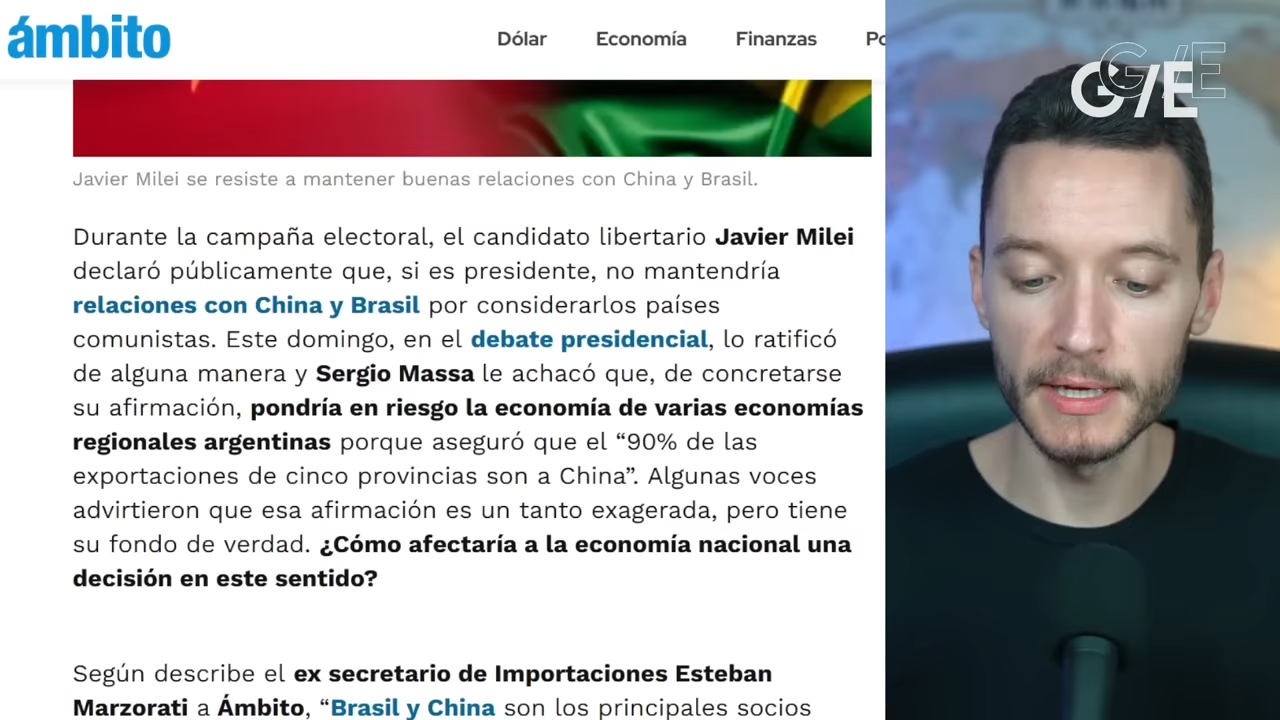 ámbito
Dólar Economía Finanzas
G/E
Javier Milei se resiste a mantener buenas relaciones con China y Brasil.
Durante la campaña electoral, el candidato libertario Javier Milei
declaró públicamente que, si es presidente, no mantendría
relaciones con China y Brasil por considerarlos países
comunistas. Este domingo, en el debate presidencial, lo ratificó
de alguna manera y Sergio Massa le achacó que, de concretarse
su afirmación, pondría en riesgo la economía de varias economías
regionales argentinas porque aseguró que el “90% de las
exportaciones de cinco provincias son a China”. Algunas voces
advirtieron que esa afirmación es un tanto exagerada, pero tiene
su fondo de verdad. ¿Cómo afectaría a la economía nacional una
decisión en este sentido?
Según describe el ex secretario de Importaciones Esteban
Marzorati a Ámbito, “Brasil y China son los principales socios